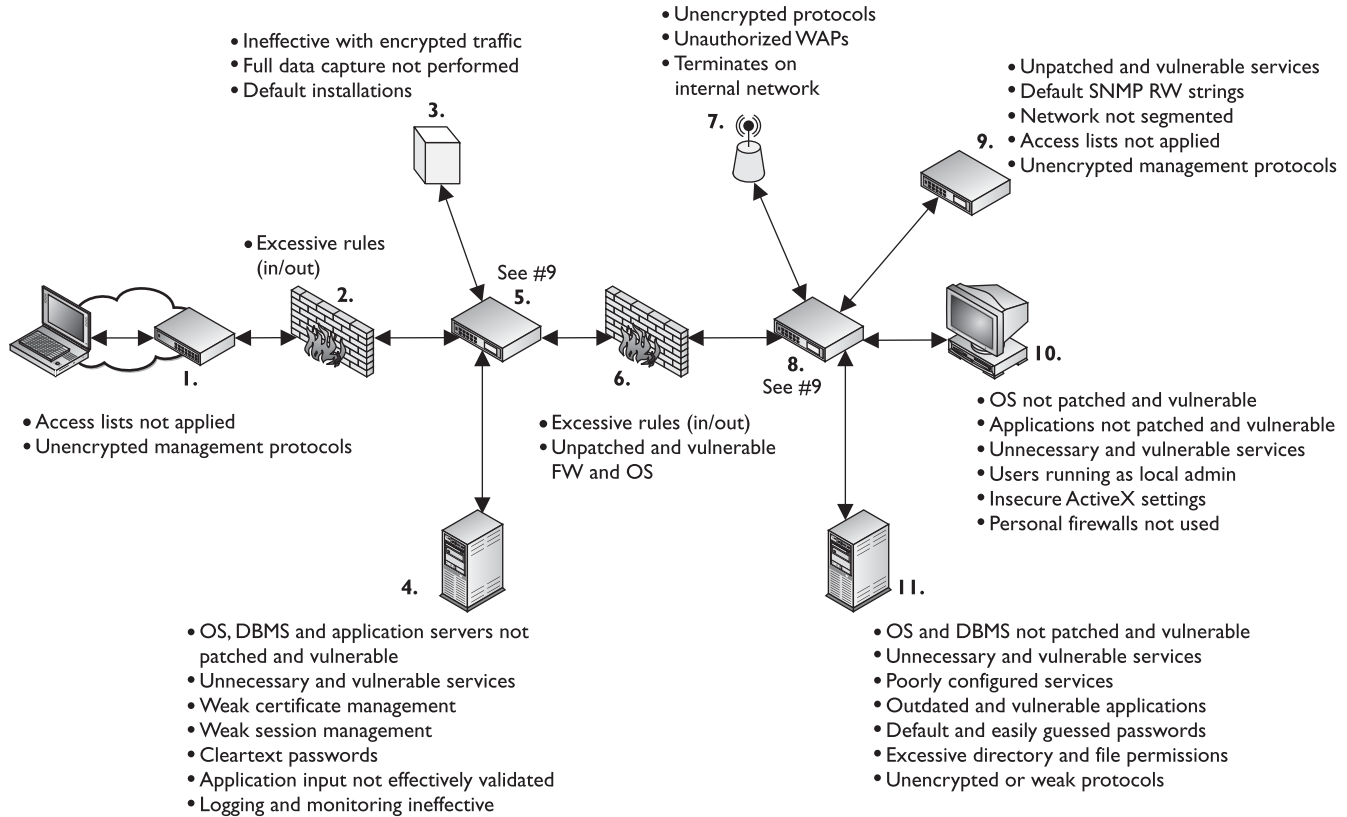 • Ineffective with encrypted traffic
• Full data capture not performed
• Default installations
3.
• Unencrypted protocols
• Unauthorized WAPs
• Terminates on
internal network
7.
• Unpatched and vulnerable services
• Default SNMP RW strings
• Network not segmented
• Access lists not applied
• Unencrypted management protocols
9.
• Excessive rules
(in/out)
2.
See #9
5.
1.
• Access lists not applied
• Unencrypted management protocols
6.
• Excessive rules (in/out)
• Unpatched and vulnerable
FW and OS
8.
See #9
10.
• OS not patched and vulnerable
• Applications not patched and vulnerable
• Unnecessary and vulnerable services
• Users running as local admin
• Insecure ActiveX settings
• Personal firewalls not used
4.
• OS, DBMS and application servers not
patched and vulnerable
• Unnecessary and vulnerable services
• Weak certificate management
• Weak session management
• Cleartext passwords
• Application input not effectively validated
• Logging and monitoring ineffective
11.
• OS and DBMS not patched and vulnerable
• Unnecessary and vulnerable services
• Poorly configured services
• Outdated and vulnerable applications
• Default and easily guessed passwords
• Excessive directory and file permissions
• Unencrypted or weak protocols